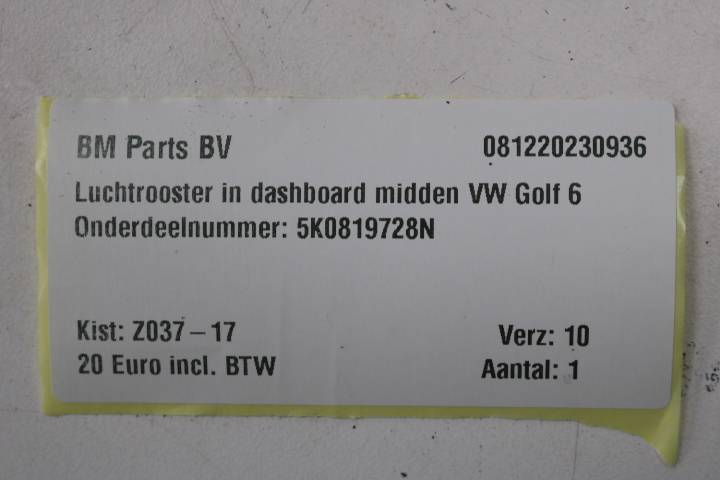 BM Parts BV 081220230936
Luchtrooster in dashboard midden VW Golf 6
Onderdeelnummer: 5K0819728N
Kist: Z037-17 Verz: 10
20 Euro incl. BTW Aantal: 1